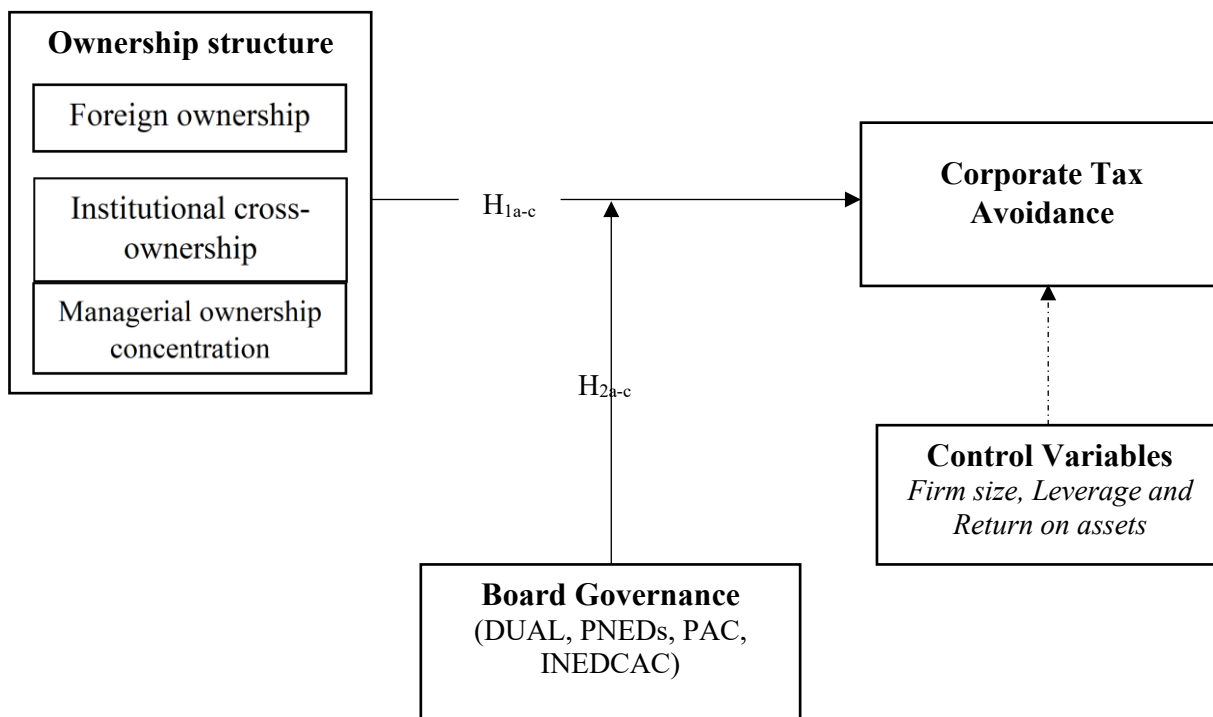 Ownership structure
Foreign ownership
Institutional cross-
ownership
Managerial ownership
concentration
H1a-c
Corporate Tax
Avoidance
H2a-c
Control Variables
Firm size, Leverage and
Return on assets
Board Governance
(DUAL, PNEDs, PAC,
INEDCAC)